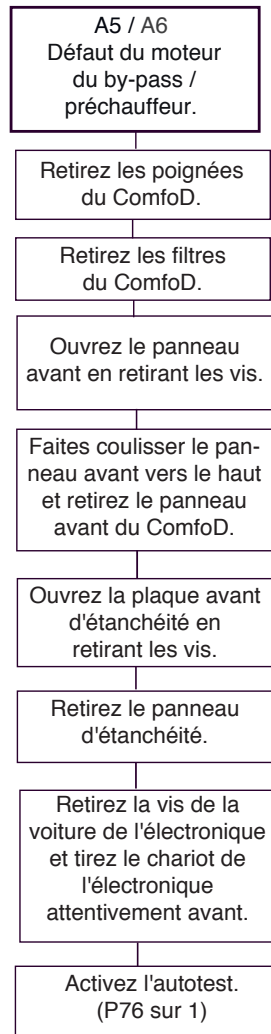 A5 / A6
Défaut du moteur
du by-pass /
préchauffeur.
Retirez les poignées
du ComfoD.
Retirez les filtres
du ComfoD.
Ouvrez le panneau
avant en retirant les vis.
Faites coulisser le pan-
neau avant vers le haut
et retirez le panneau
avant du ComfoD.
Ouvrez la plaque avant
d'étanchéité en
retirant les vis.
Retirez le panneau
d'étanchéité.
Retirez la vis de la
voiture de l'électronique
et tirez le chariot de
l'électronique
attentivement avant.
Activez l'autotest.
(P76 sur 1)